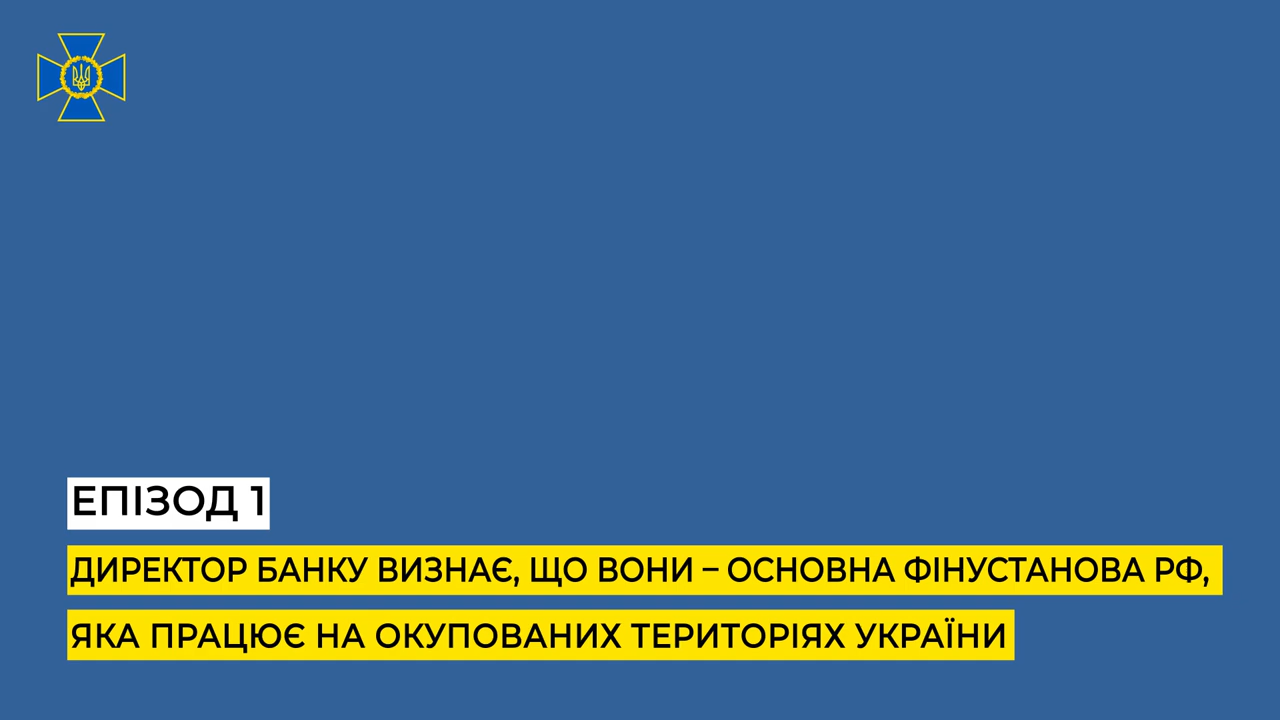 ЕПІЗОД 1
ДИРЕКТОР БАНКУ ВИЗНАЄ, ЩО ВОНИ – ОСНОВНА ФІНУСТАНОВА РФ,
ЯКА ПРАЦЮЄ НА ОКУПОВАНИХ ТЕРИТОРІЯХ УКРАЇНИ